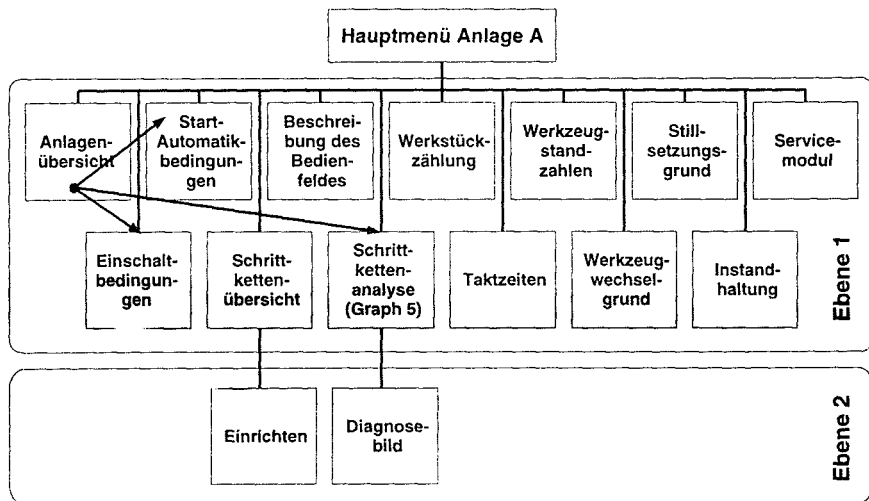 Hauptmenü Anlage A
Anlagen-
übersicht
Start-
Automatik-
bedingun-
gen
Beschrei-
bung des
Bedien-
feldes
Werkstück-
zählung
Werkzeug-
stand-
zahlen
Still-
setzungs-
grund
Service-
modul
Einschalt-
bedingun-
gen
Schritt-
ketten-
übersicht
Schritt-
ketten-
analyse
(Graph 5)
Taktzeiten
Werkzeug-
wechsel-
grund
Instand-
haltung
Ebene 1
Einrichten
Diagnose-
bild
Ebene 2